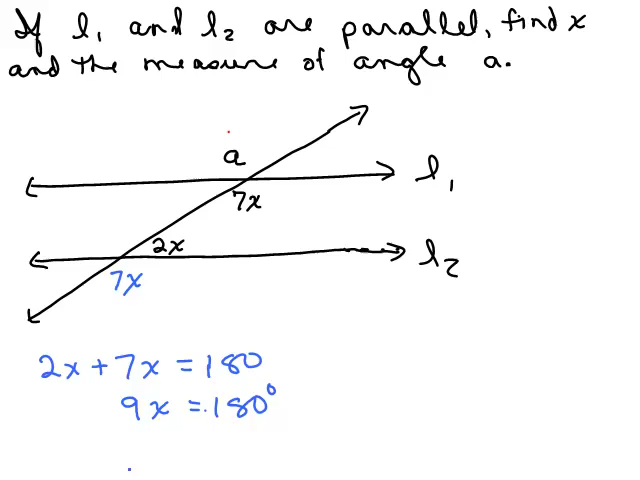 If l₁ and l₂ are parallel, find x
and the measure of angle a.
a
l₁
7x
2x
l₂
7x
2x + 7x = 180
9x = 180°